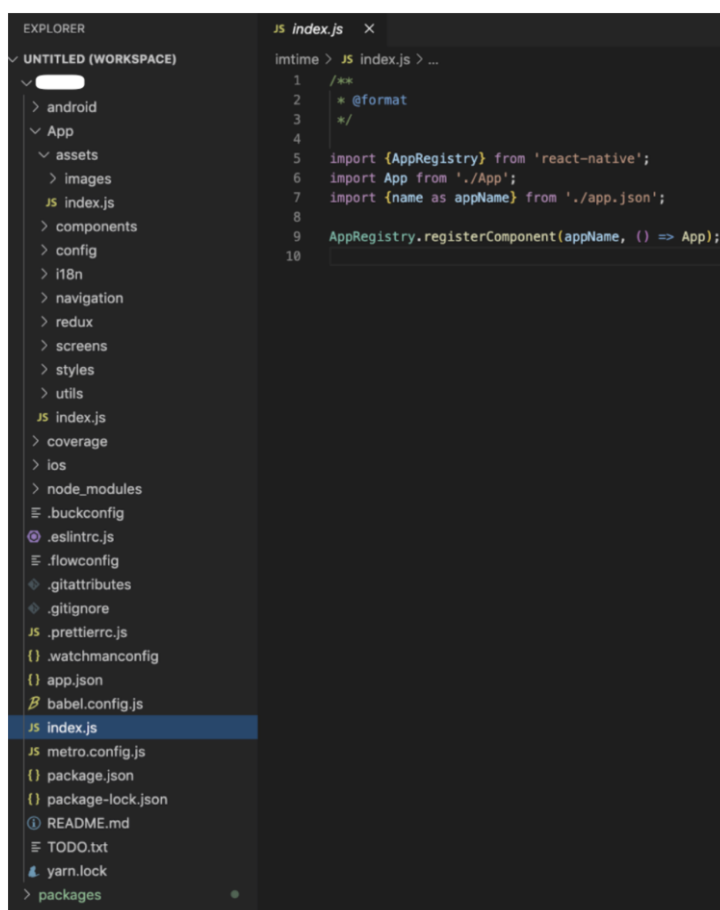 EXPLORER
UNTITLED (WORKSPACE)
android
App
assets
images
JS index.js
components
config
i18n
navigation
redux
screens
styles
utils
JS index.js
coverage
ios
node_modules
.buckconfig
.eslintrc.js
.flowconfig
.gitattributes
.gitignore
JS .prettierrc.js
{} .watchmanconfig
{} app.json
babel.config.js
JS index.js
JS metro.config.js
{} package.json
{} package-lock.json
README.md
TODO.txt
yarn.lock
packages
JS index.js ×
imtime > JS index.js > ...
1 /**
2  * @format
3  */
4
5 import {AppRegistry} from 'react-native';
6 import App from './App';
7 import {name as appName} from './app.json';
8
9 AppRegistry.registerComponent(appName, () => App);
10